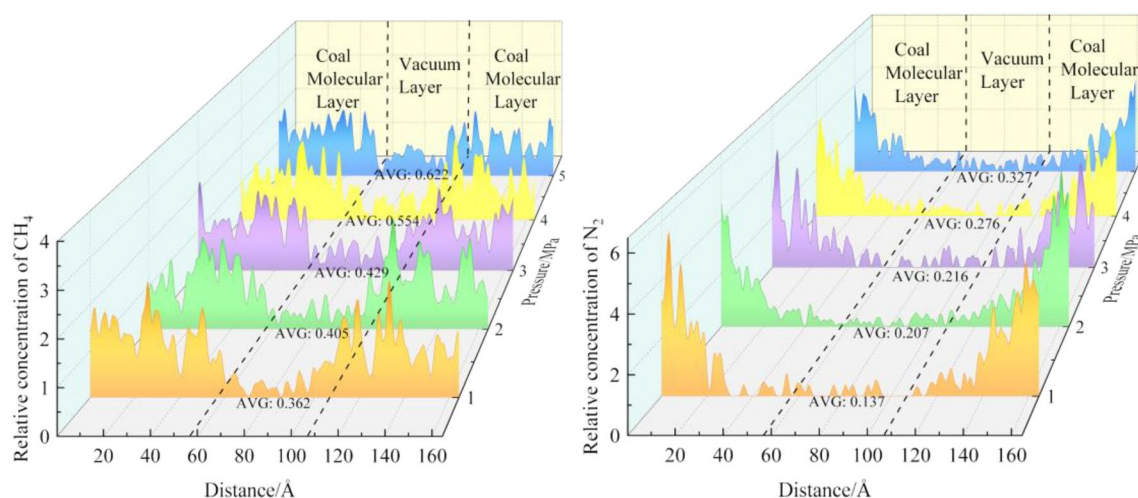 Coal
Molecular
Layer
Vacuum
Layer
Coal
Molecular
Layer
AVG: 0.622
AVG: 0.554
AVG: 0.429
AVG: 0.405
AVG: 0.362
Relative concentration of CH4
4
3
2
1
0
20 40 60 80 100 120 140 160
Distance/Å
1
2
3
4
5
Pressure/MPa
Coal
Molecular
Layer
Vacuum
Layer
Coal
Molecular
Layer
AVG: 0.327
AVG: 0.276
AVG: 0.216
AVG: 0.207
AVG: 0.137
Relative concentration of N2
6
4
2
0
20 40 60 80 100 120 140 160
Distance/Å
1
2
3
4
5
Pressure/MPa